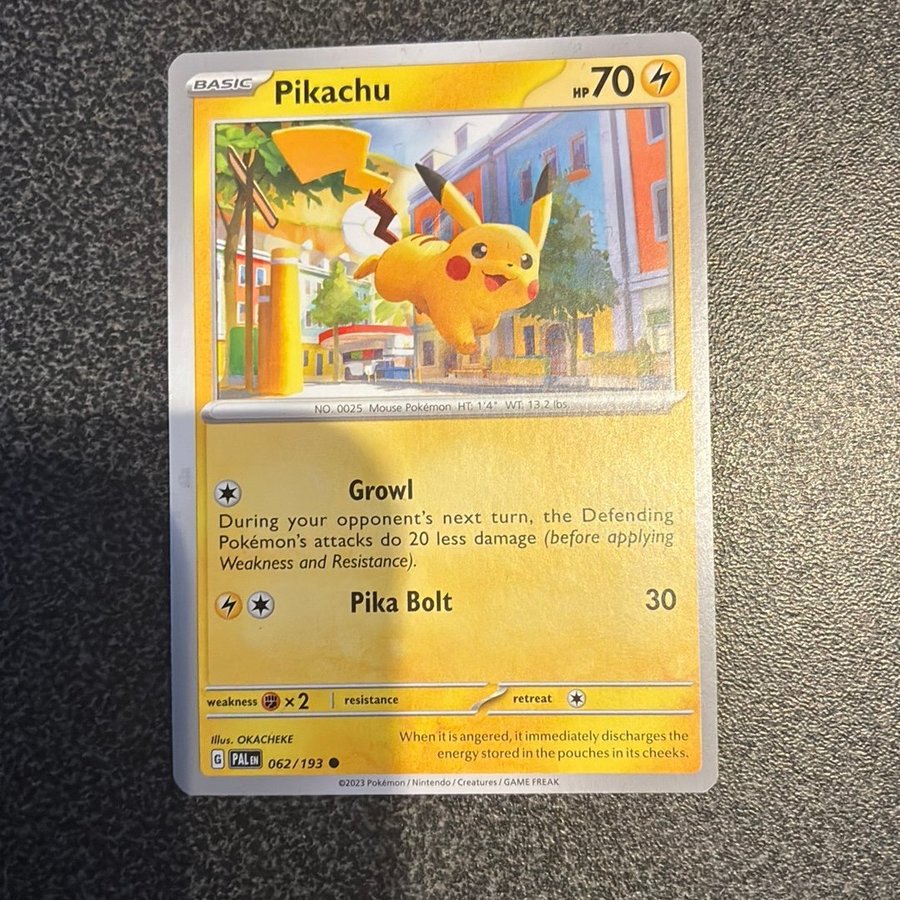 BASIC Pikachu HP 70
NO. 0025 Mouse Pokémon HT: 1'4" WT: 13.2 lbs
Growl
During your opponent's next turn, the Defending
Pokémon's attacks do 20 less damage (before applying
Weakness and Resistance).
Pika Bolt 30
weakness ×2 resistance retreat
Illus. OKACHEKE
When it is angered, it immediately discharges the
energy stored in the pouches in its cheeks.
G PAL EN 062/193
©2023 Pokémon / Nintendo / Creatures / GAME FREAK